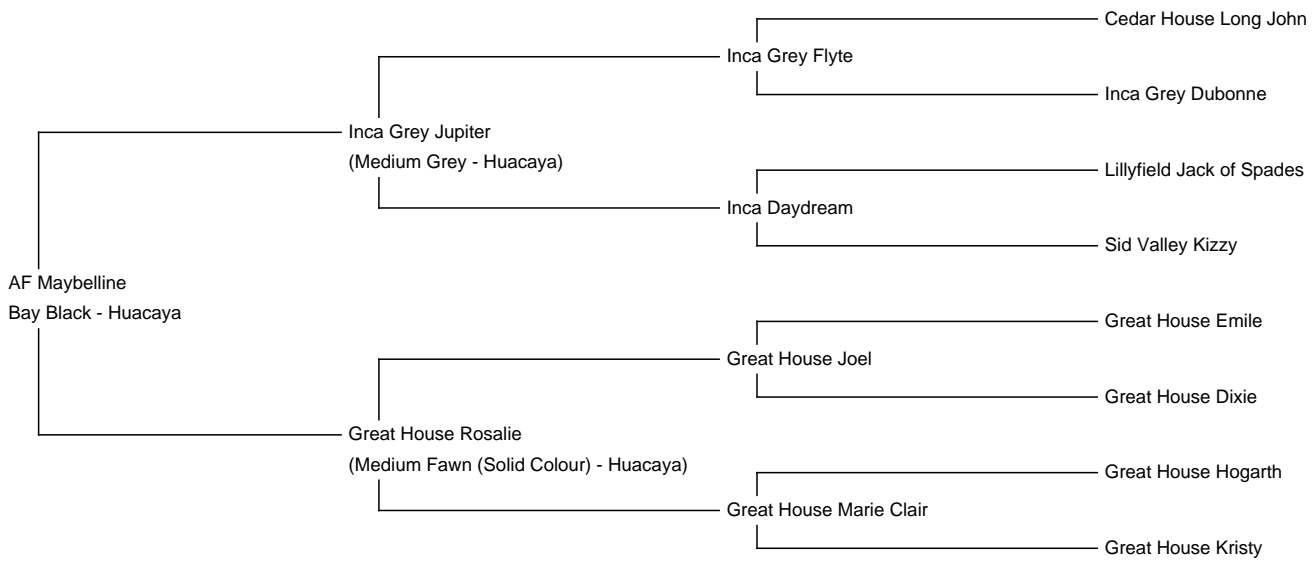 Cedar House Long John
Inca Grey Flyte
Inca Grey Dubonne
Inca Grey Jupiter
(Medium Grey - Huacaya)
Lillyfield Jack of Spades
Inca Daydream
Sid Valley Kizzy
AF Maybelline
Bay Black - Huacaya
Great House Emile
Great House Joel
Great House Dixie
Great House Rosalie
(Medium Fawn (Solid Colour) - Huacaya)
Great House Hogarth
Great House Marie Clair
Great House Kristy